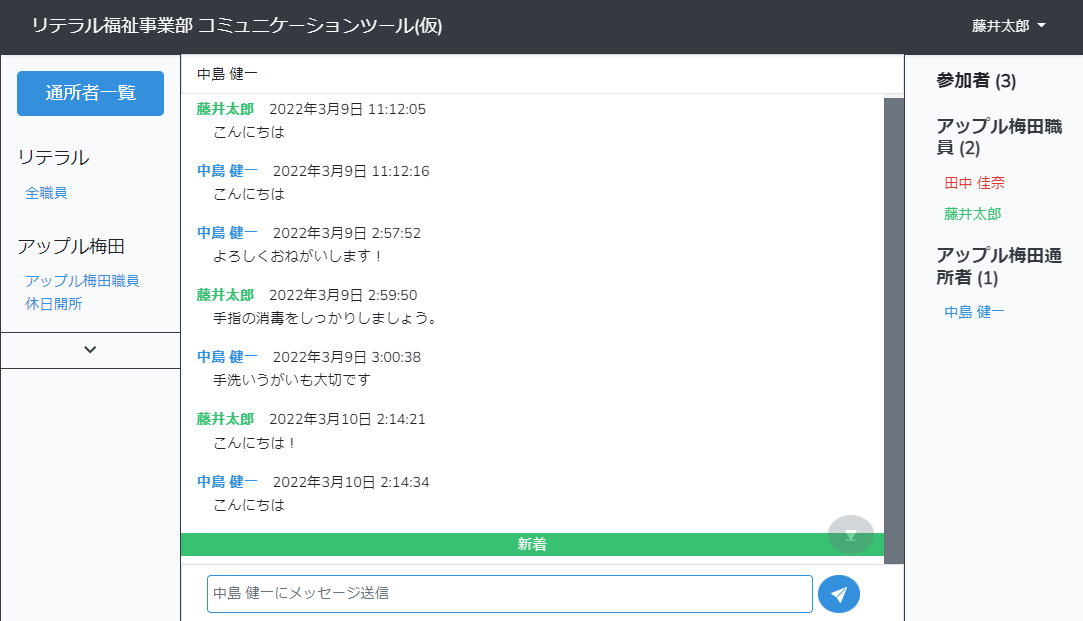 リテラル福祉事業部 コミュニケーションツール(仮)
藤井太郎
通所者一覧
リテラル
全職員
アップル梅田
アップル梅田職員
休日開所
中島 健一
藤井太郎 2022年3月9日 11:12:05
こんにちは
中島 健一 2022年3月9日 11:12:16
こんにちは
中島 健一 2022年3月9日 2:57:52
よろしくおねがいします！
藤井太郎 2022年3月9日 2:59:50
手指の消毒をしっかりしましょう。
中島 健一 2022年3月9日 3:00:38
手洗いうがいも大切です
藤井太郎 2022年3月10日 2:14:21
こんにちは！
中島 健一 2022年3月10日 2:14:34
こんにちは
新着
中島 健一にメッセージ送信
参加者 (3)
アップル梅田職
員 (2)
田中 佳奈
藤井太郎
アップル梅田通
所者 (1)
中島 健一